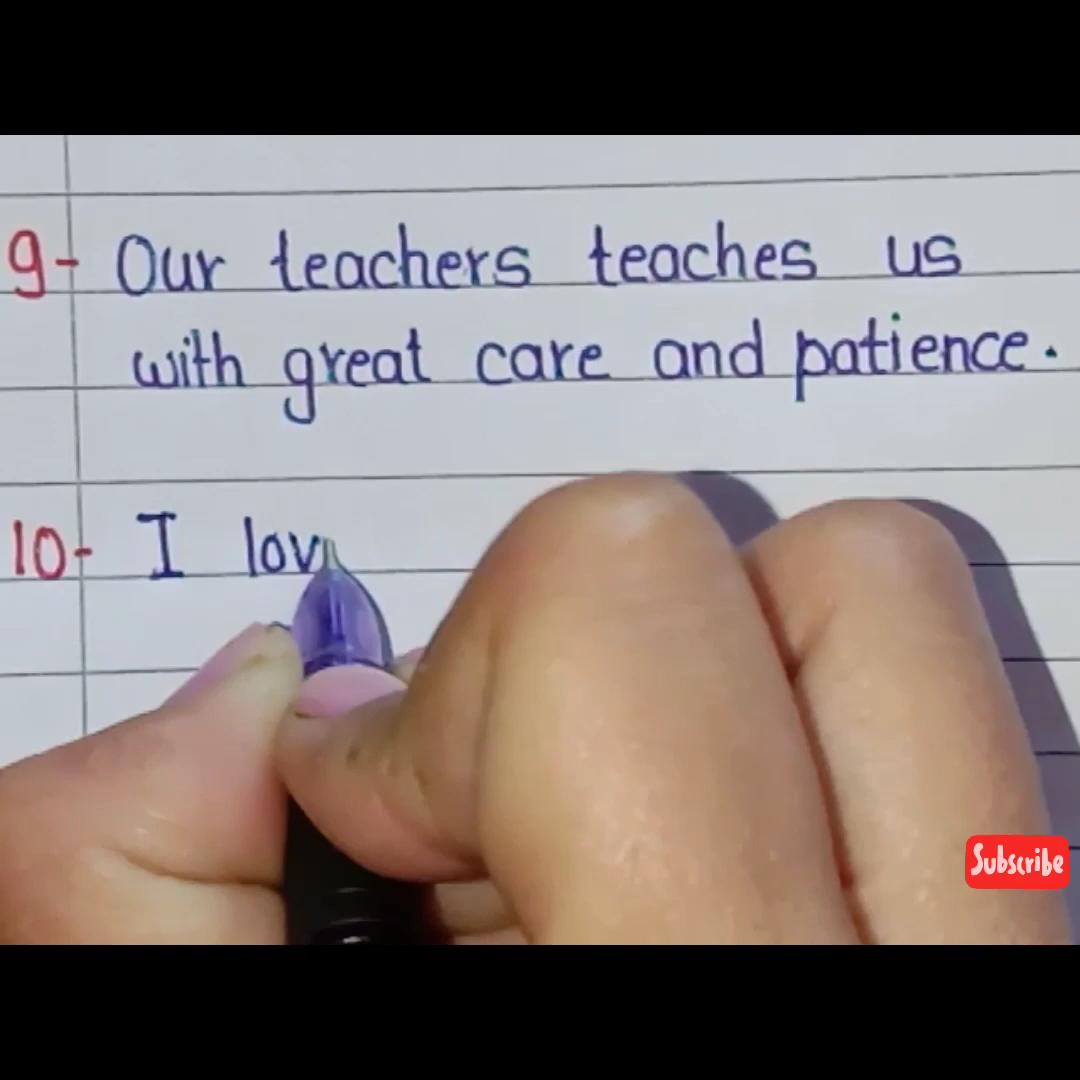 9- Our teachers teaches us
with great care and patience.
10- I lov
Subscribe